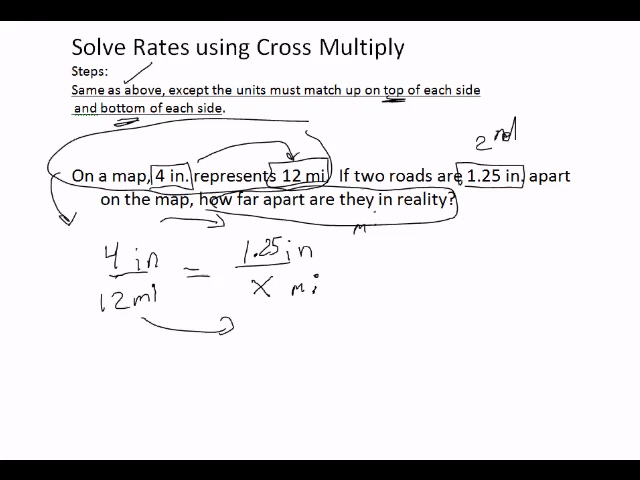 Solve Rates using Cross Multiply
Steps:
Same as above, except the units must match up on top of each side
and bottom of each side.
2nd
On a map, 4 in. represents 12 mi. If two roads are 1.25 in. apart
on the map, how far apart are they in reality?
mi
4 in / 12 mi = 1.25 in / x mi